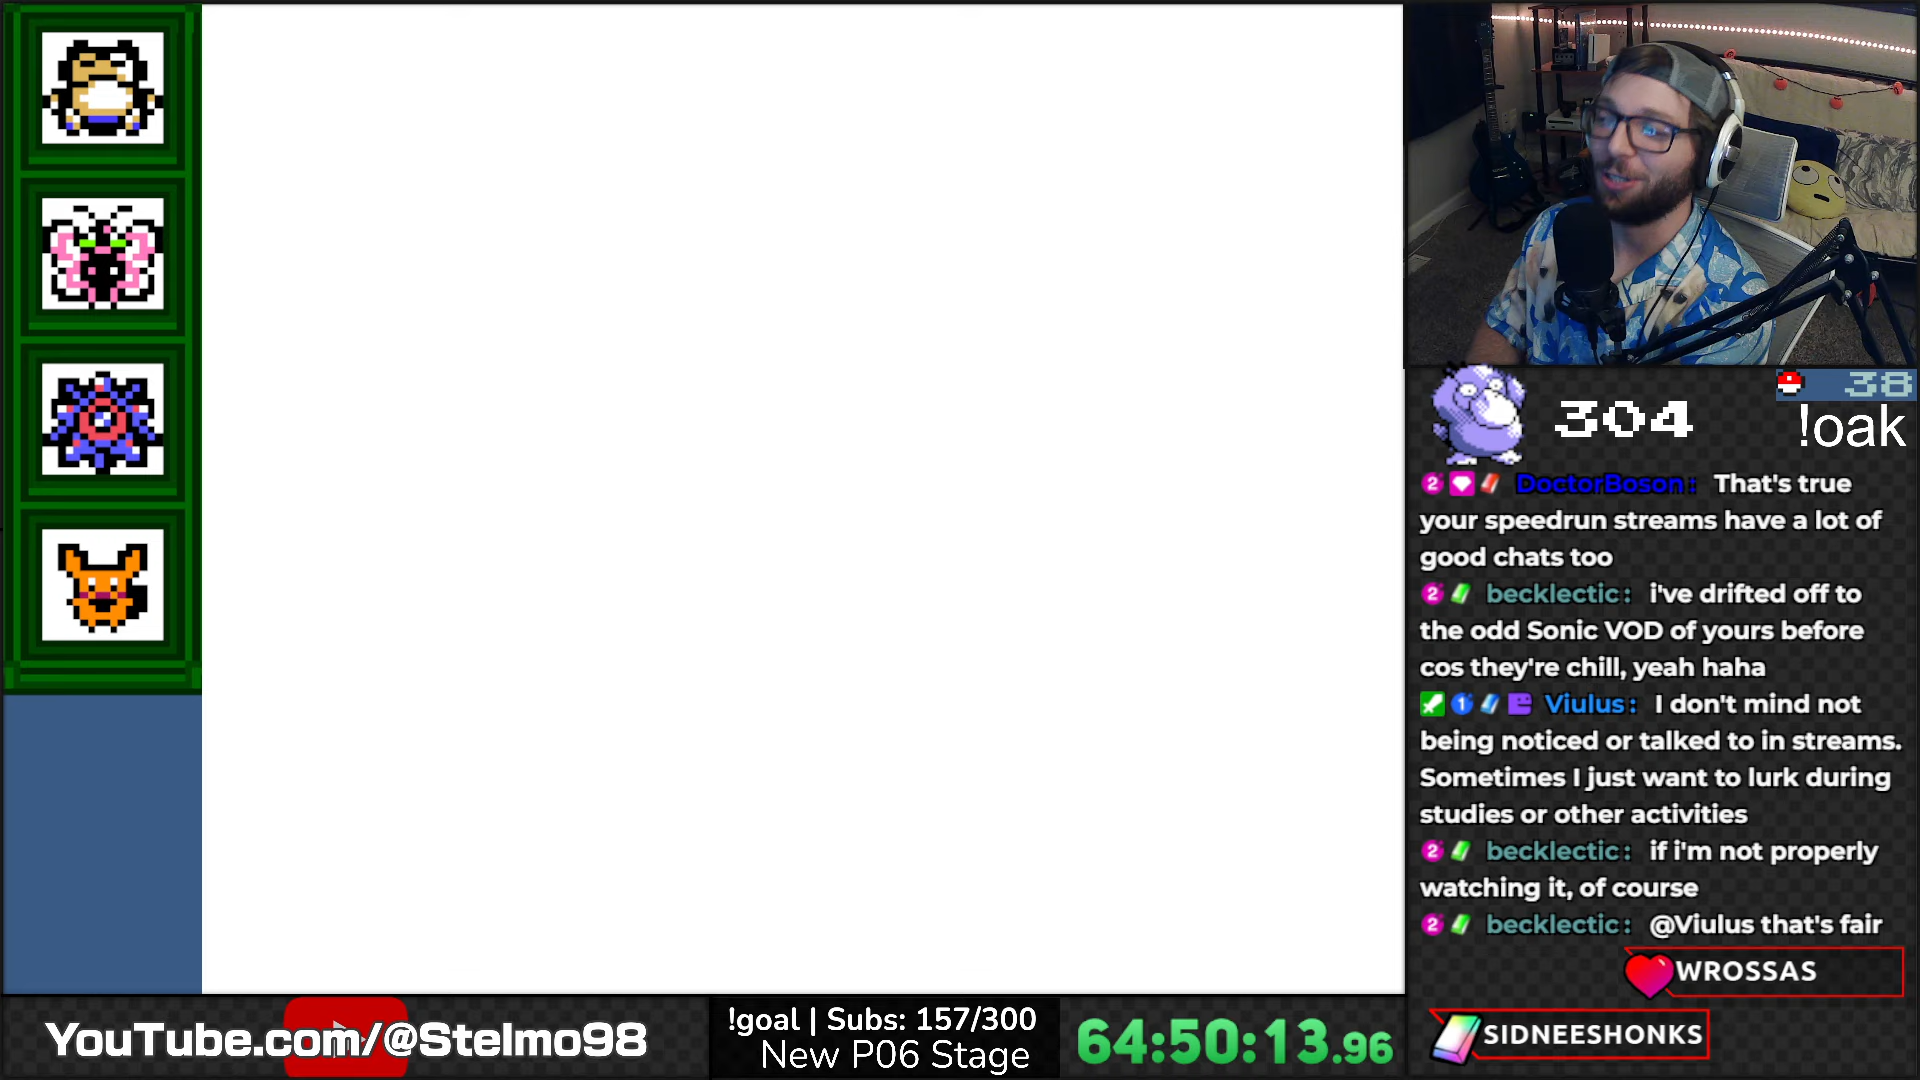 304
38
!oak
DoctorBoson: That's true
your speedrun streams have a lot of
good chats too
2 becklectic: i've drifted off to
the odd Sonic VOD of yours before
cos they're chill, yeah haha
1 Viulus: I don't mind not
being noticed or talked to in streams.
Sometimes I just want to lurk during
studies or other activities
2 becklectic: if i'm not properly
watching it, of course
2 becklectic: @Viulus that's fair
WROSSAS
SIDNEESHONKS
YouTube.com/@Stelmo98
!goal | Subs: 157/300
New P06 Stage
64:50:13.96